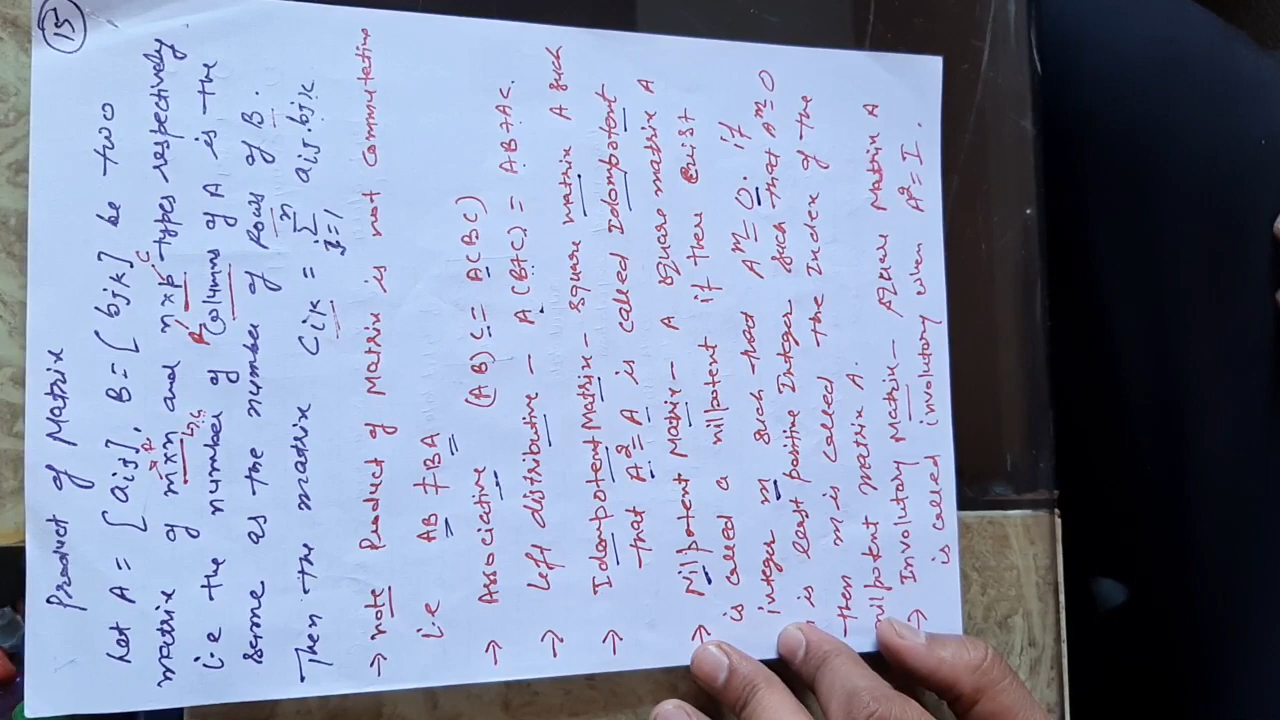 15
Product of Matrix
Let A = [aij], B = [bjk] be two
matrix of m×n and n×p types respectively.
i.e the number of columns of A is the
same as the number of Rows of B.
Then the matrix Cik = n∑j=1 aij.bjk
→ note Product of Matrix is not Commutative
i.e AB ≠ BA
→ Associative (AB)C = A(BC)
→ Left distributive - A(B+C) = AB+AC.
→ Idempotent Matrix - square matrix A such
that A²= A is called Idempotent
→ Nilpotent Matrix - A square matrix A
is called a nilpotent if there Exist
integer m such that Aᵐ= 0. if
is least positive Integer such that Aᵐ=0
then m is called the Index of the
nilpotent matrix A.
→ Involutory Matrix - Matrix A
is called involutory when A²= I.